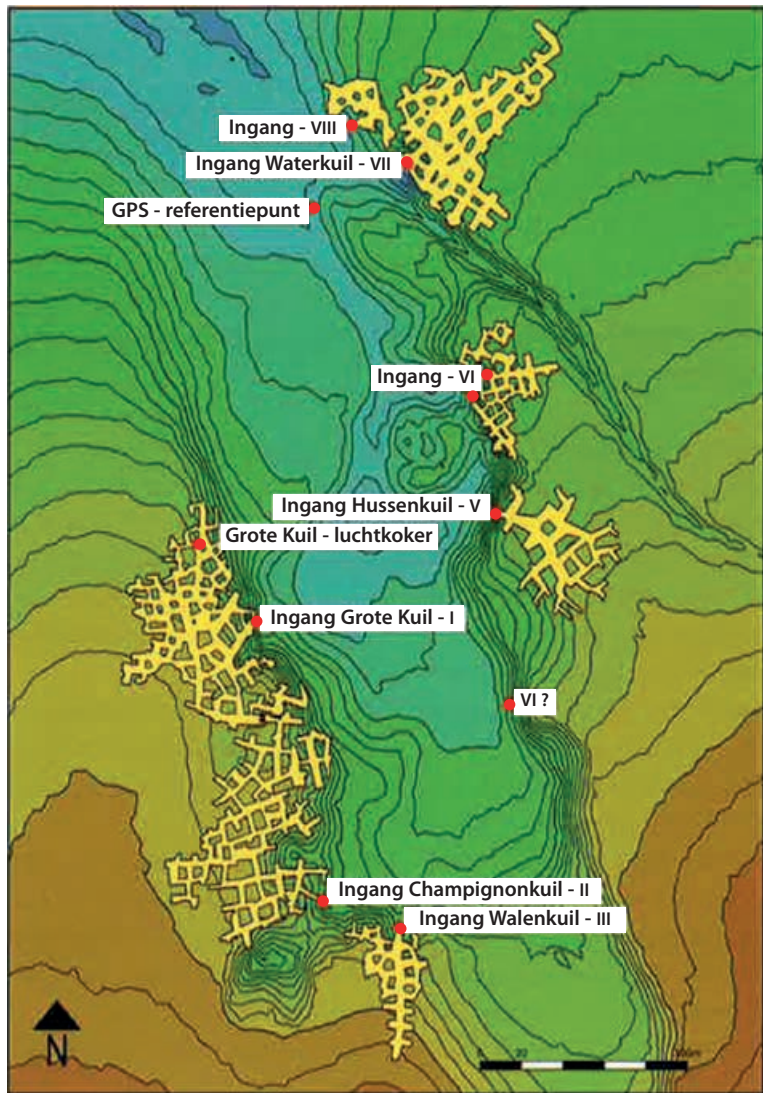 Ingang - VIII
Ingang Waterkuil - VII
GPS - referentiepunt
Ingang - VI
Ingang Hussenkuil - V
Grote Kuil - luchtkoker
Ingang Grote Kuil - I
VI ?
Ingang Champignonkuil - II
Ingang Walenkuil - III
N
20